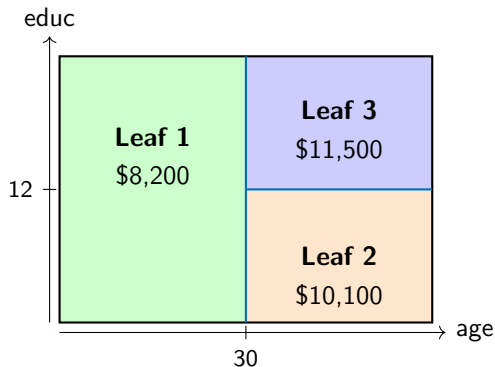 educ
Leaf 1
$8,200
Leaf 3
$11,500
12
Leaf 2
$10,100
age
30